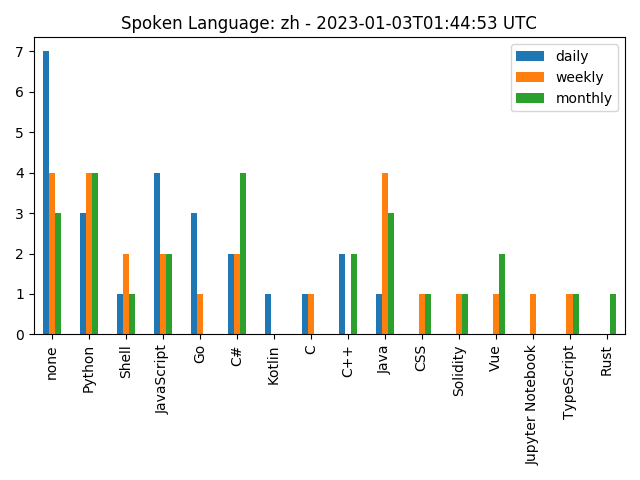 Spoken Language: zh - 2023-01-03T01:44:53 UTC
daily
weekly
monthly
7
6
5
4
3
2
1
0
none
Python
Shell
JavaScript
Go
C#
Kotlin
C
C++
Java
CSS
Solidity
Vue
Jupyter Notebook
TypeScript
Rust